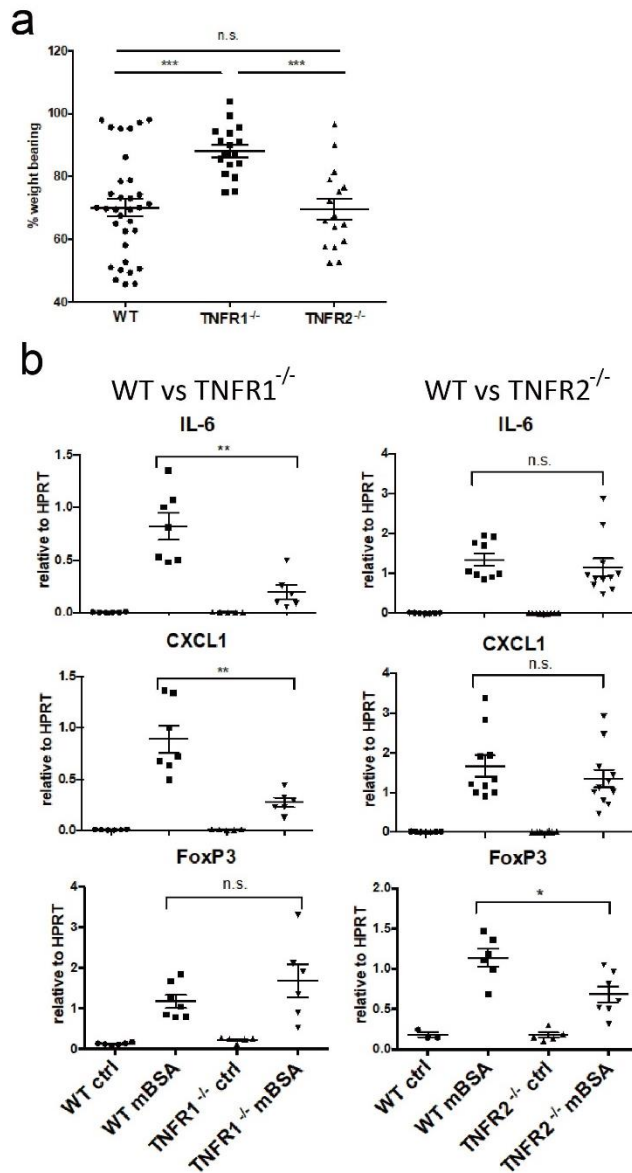 a
n.s.
*** ***
120
100
80
60
40
% weight bearing
WT TNFR1-/- TNFR2-/-
b
WT vs TNFR1-/- WT vs TNFR2-/-
IL-6 IL-6
relative to HPRT
1.5
1.0
0.5
0.0
**
relative to HPRT
4
3
2
1
0
n.s.
CXCL1 CXCL1
relative to HPRT
1.5
1.0
0.5
0.0
**
relative to HPRT
4
3
2
1
0
n.s.
FoxP3 FoxP3
relative to HPRT
4
3
2
1
0
n.s.
relative to HPRT
2.0
1.5
1.0
0.5
0.0
*
WT ctrl WT mBSA TNFR1-/- ctrl TNFR1-/- mBSA
WT ctrl WT mBSA TNFR2-/- ctrl TNFR2-/- mBSA